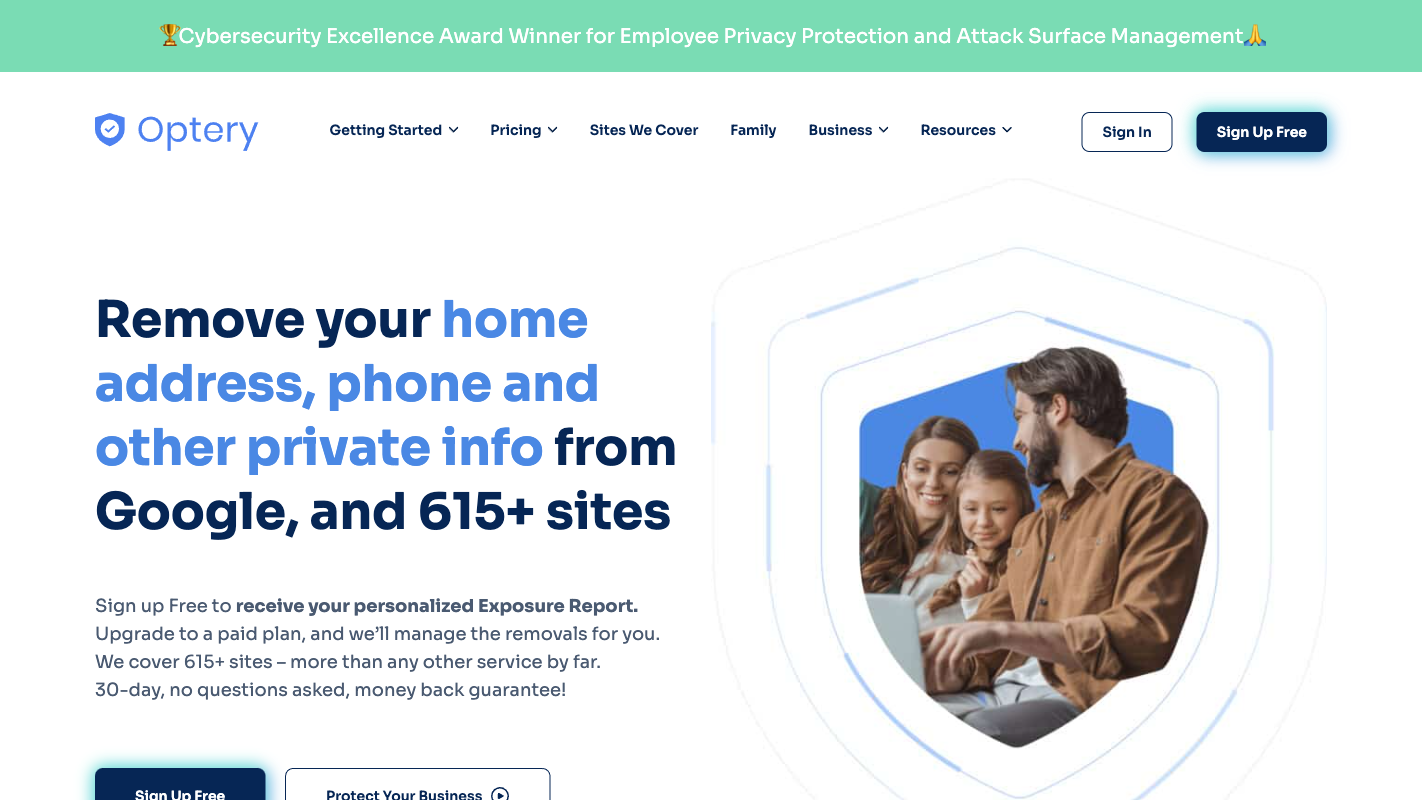 🏆Cybersecurity Excellence Award Winner for Employee Privacy Protection and Attack Surface Management🙏
Optery
Getting Started
Pricing
Sites We Cover
Family
Business
Resources
Sign In
Sign Up Free
Remove your home
address, phone and
other private info from
Google, and 615+ sites
Sign up Free to receive your personalized Exposure Report.
Upgrade to a paid plan, and we’ll manage the removals for you.
We cover 615+ sites – more than any other service by far.
30-day, no questions asked, money back guarantee!
Sign Up Free
Protect Your Business